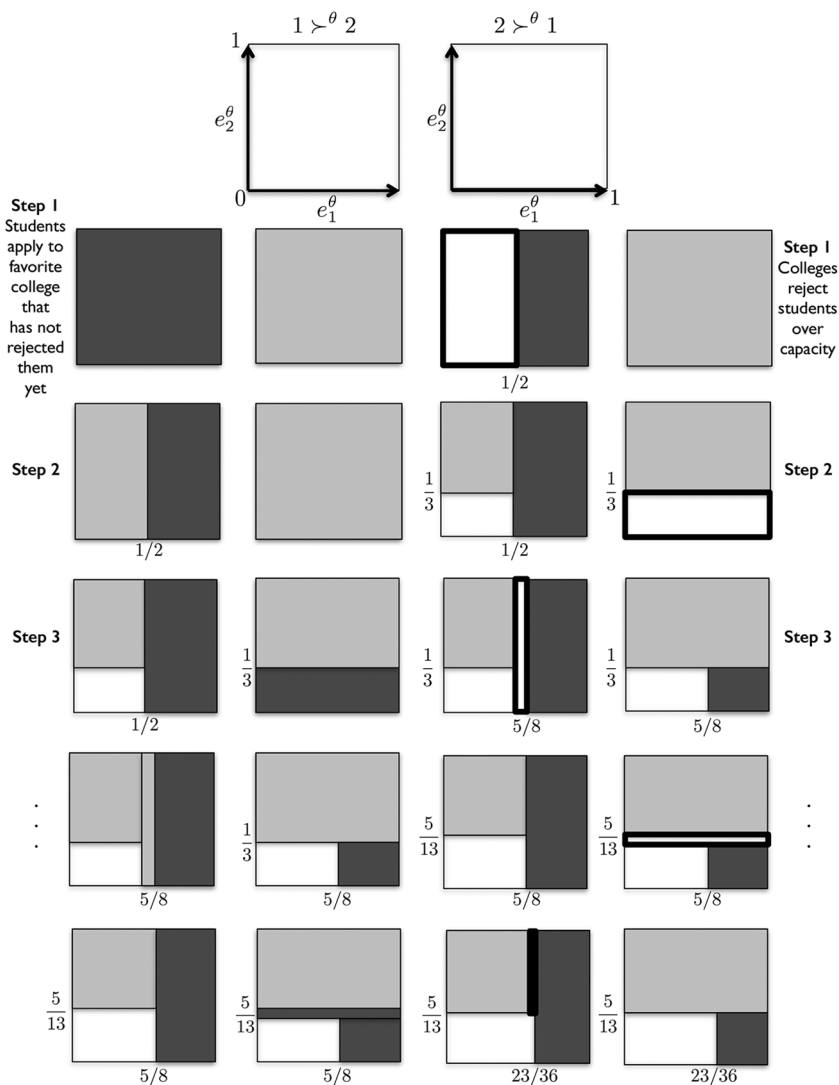 1 ≻^θ 2
2 ≻^θ 1
1
e_2^θ
e_2^θ
0
e_1^θ
e_1^θ
1
Step 1
Students
apply to
favorite
college
that
has not
rejected
them
yet
Step 1
Colleges
reject
students
over
capacity
1/2
Step 2
1/3
1/3
Step 2
1/2
1/2
Step 3
1/3
1/3
1/3
Step 3
1/2
5/8
5/8
.
.
.
1/3
5/13
5/13
.
.
.
5/8
5/8
5/8
5/8
5/13
5/13
5/13
5/13
5/8
5/8
23/36
23/36